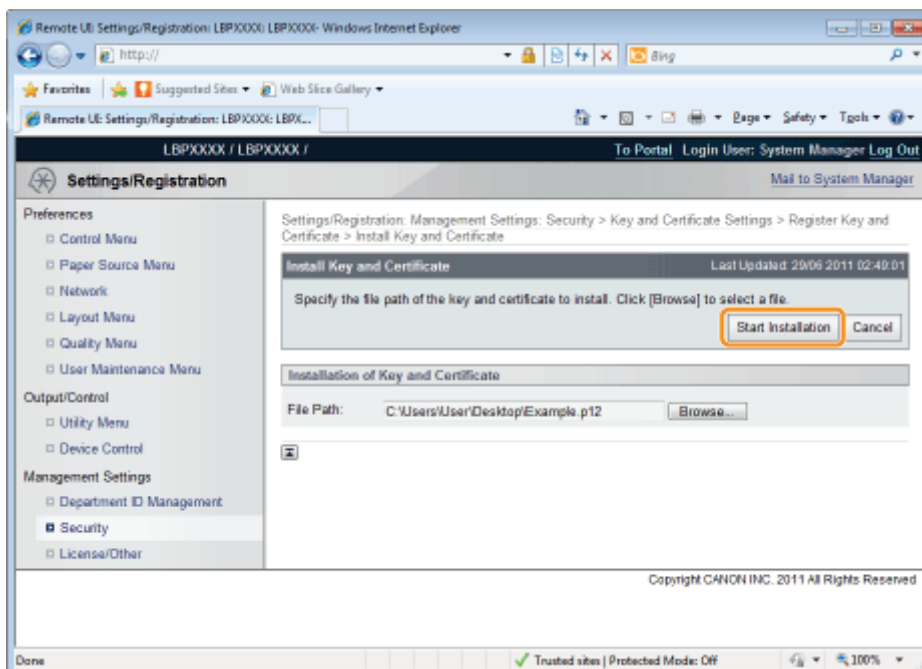 Remote UI: Settings/Registration: LBPXXXX: LBPXXXX- Windows Internet Explorer
http://
Bing
Favorites Suggested Sites Web Slice Gallery
Remote UI: Settings/Registration: LBPXXXX: LBPX... Page Safety Tools
LBPXXXX / LBPXXXX / To Portal Login User: System Manager Log Out
Settings/Registration Mail to System Manager
Preferences
Control Menu
Paper Source Menu
Network
Layout Menu
Quality Menu
User Maintenance Menu
Output/Control
Utility Menu
Device Control
Management Settings
Department ID Management
Security
License/Other
Settings/Registration: Management Settings: Security > Key and Certificate Settings > Register Key and
Certificate > Install Key and Certificate
Install Key and Certificate Last Updated: 29/06 2011 02:49:01
Specify the file path of the key and certificate to install. Click [Browse] to select a file.
Start Installation Cancel
Installation of Key and Certificate
File Path: C:\Users\User\Desktop\Example.p12 Browse...
Copyright CANON INC. 2011 All Rights Reserved
Done Trusted sites | Protected Mode: Off 100%